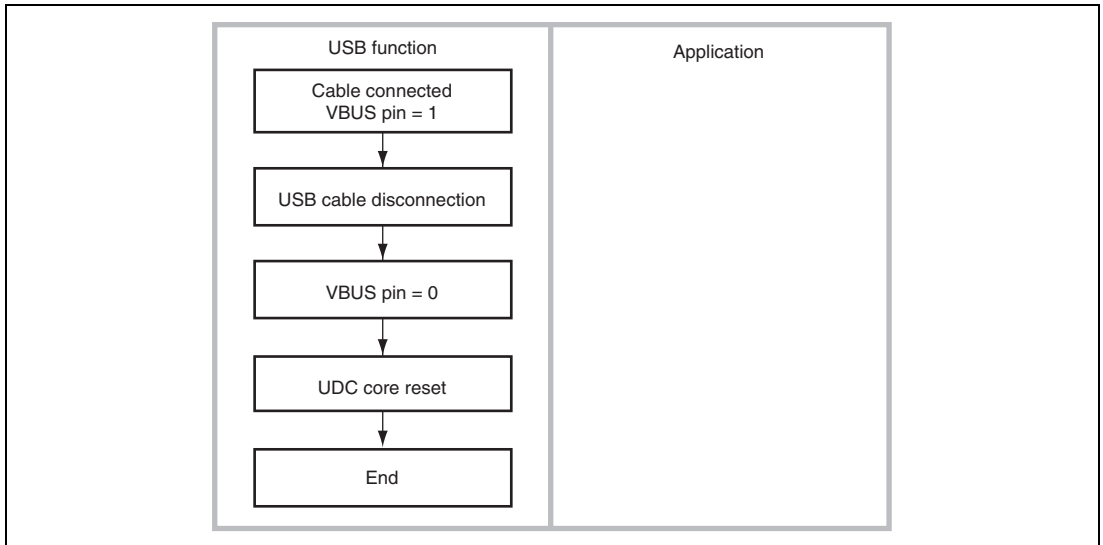 USB function
Application
Cable connected
VBUS pin = 1
USB cable disconnection
VBUS pin = 0
UDC core reset
End